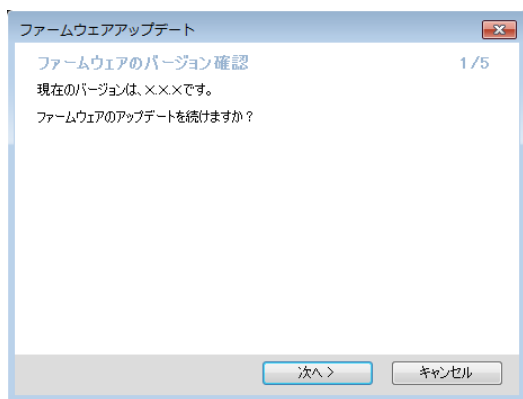 ファームウェアアップデート
ファームウェアのバージョン確認 1/5
現在のバージョンは、×.×.×です。
ファームウェアのアップデートを続けますか？
次へ > キャンセル